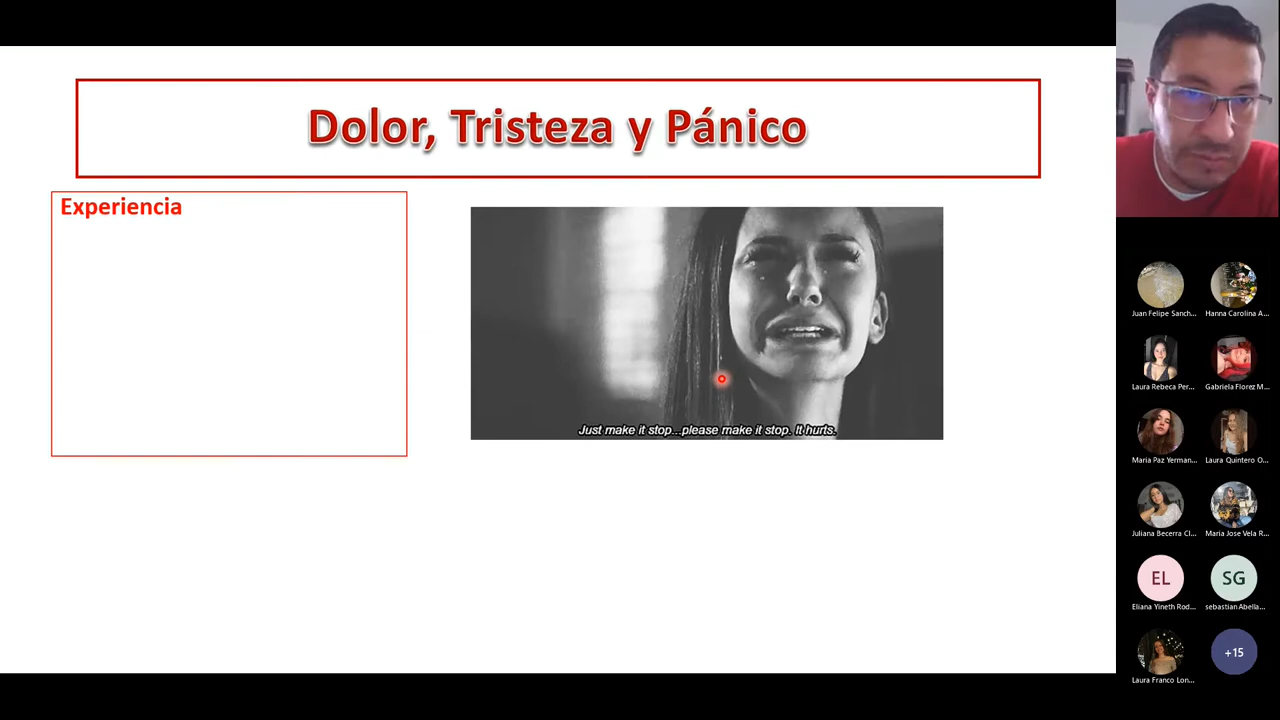 Dolor, Tristeza y Pánico
Experiencia
Just make it stop...please make it stop. It hurts.
Juan Felipe Sanch...
Hanna Carolina A...
Laura Rebeca Per...
Gabriela Florez M...
Maria Paz Yerman...
Laura Quintero O...
Juliana Becerra Cl...
Maria Jose Vela R...
EL
SG
Eliana Yineth Rod...
sebastian Abella...
+15
Laura Franco Lon...